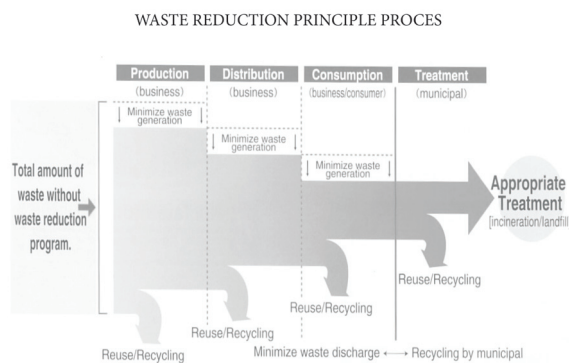 WASTE REDUCTION PRINCIPLE PROCES
Production
Distribution
Consumption
Treatment
(business)
(business)
(business/consumer)
(municipal)
Minimize waste
generation
Minimize waste
generation
Minimize waste
generation
Total amount of
waste without
waste reduction
program.
Appropriate
Treatment
[incineration/landfill
Reuse/Recycling
Reuse/Recycling
Reuse/Recycling
Reuse/Recycling
Minimize waste discharge ←→ Recycling by municipal